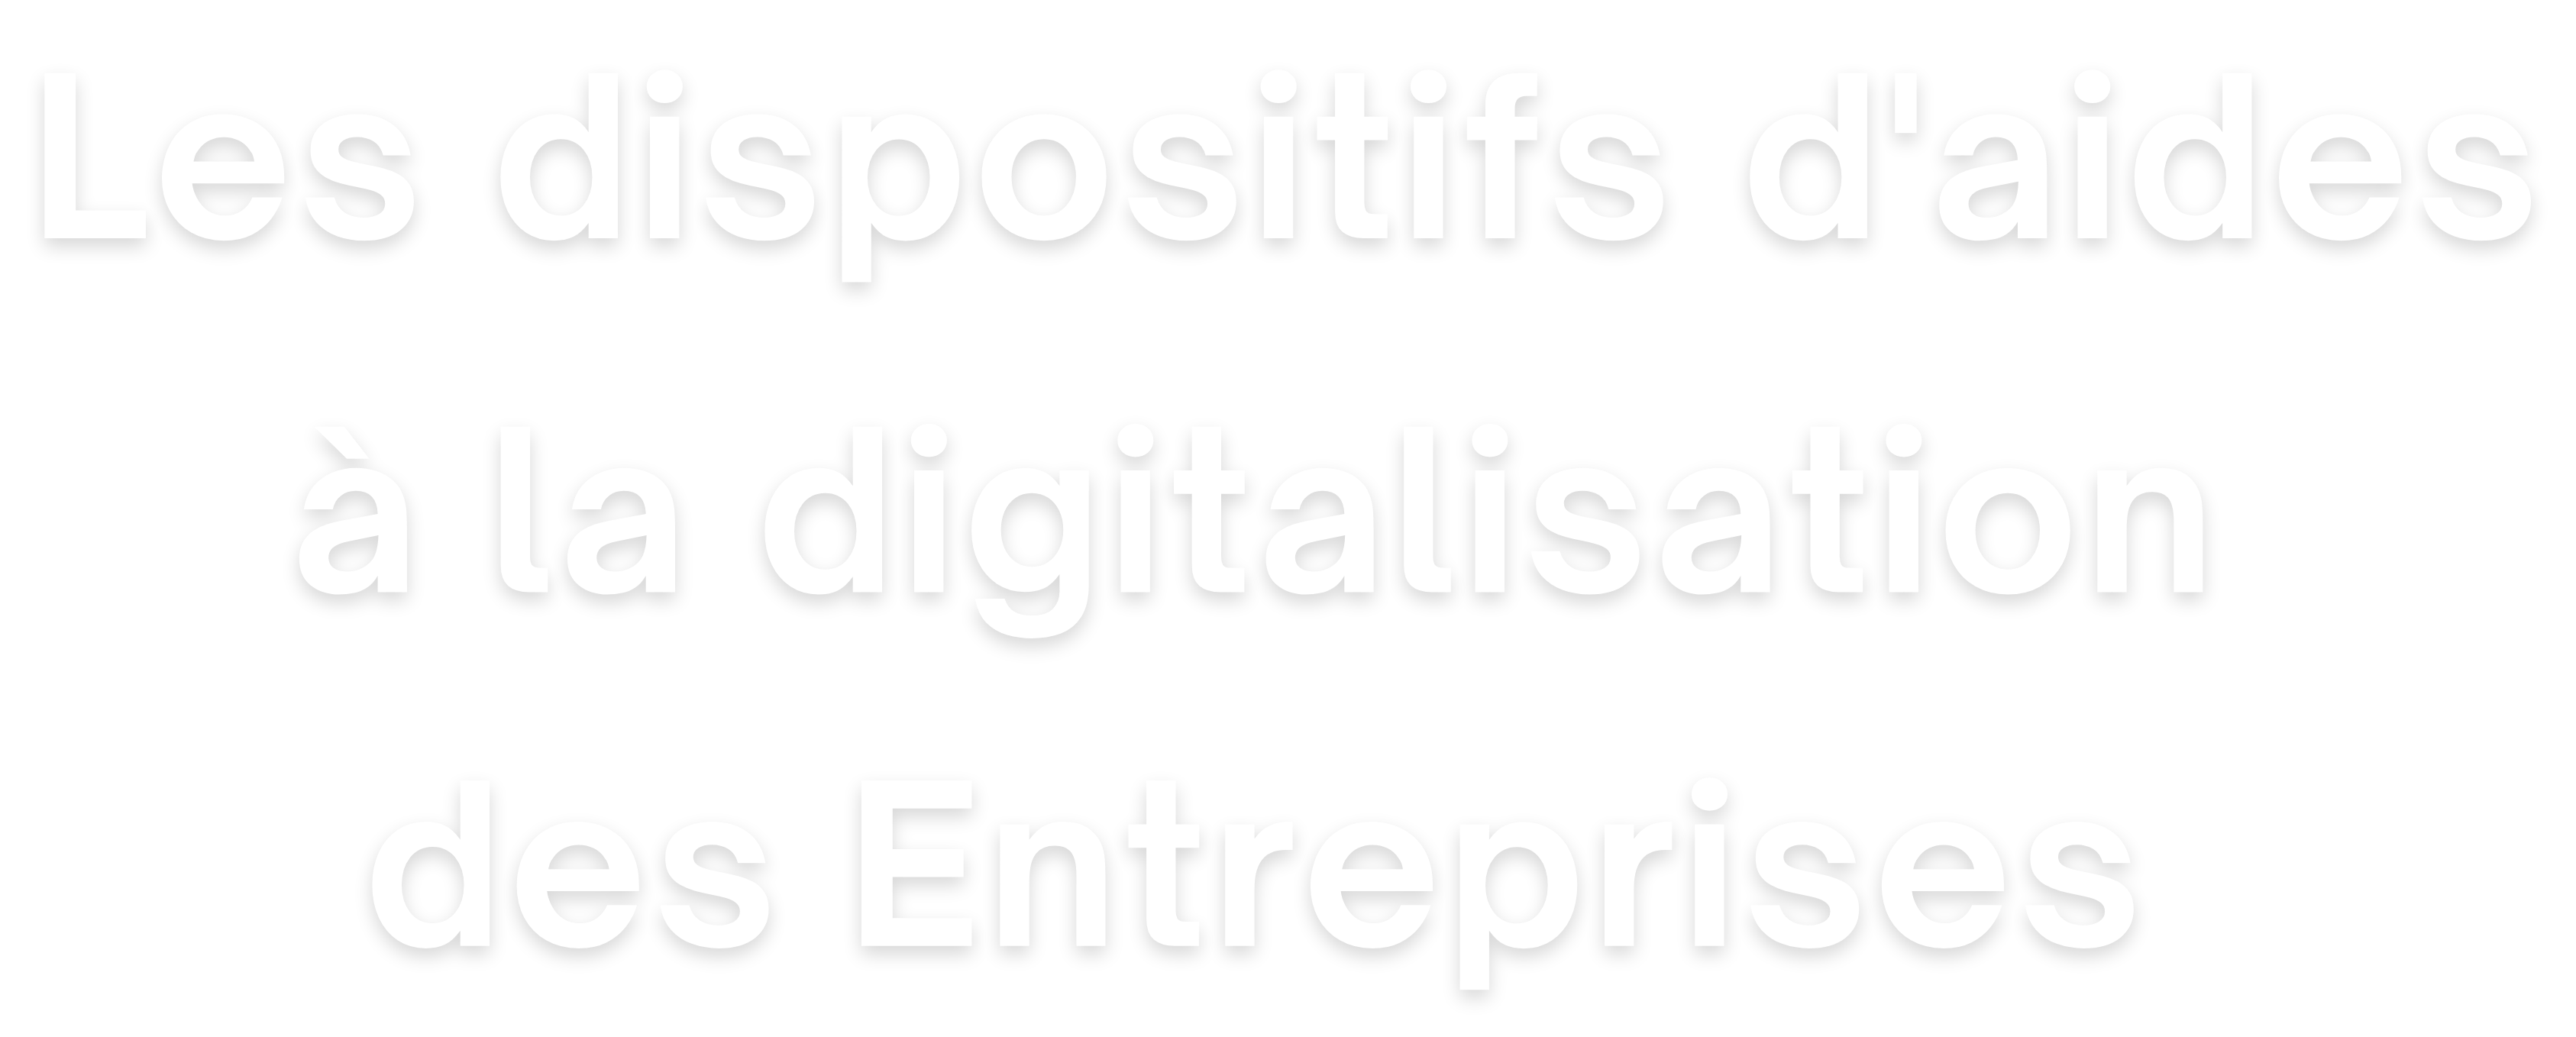 Les dispositifs d'aides
à la digitalisation
des Entreprises